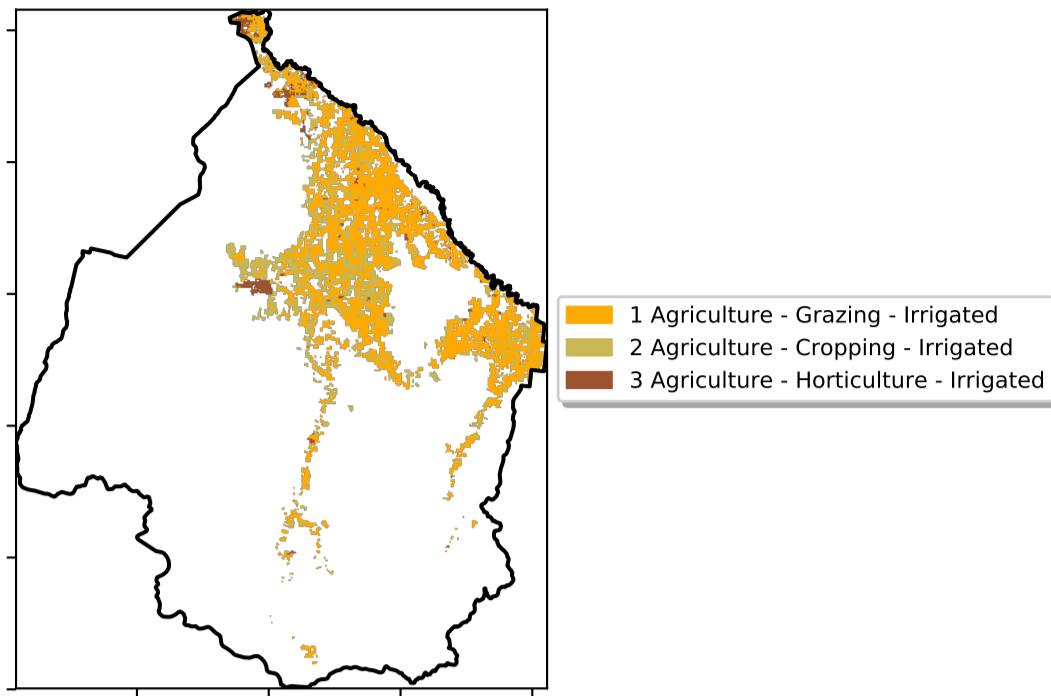 1 Agriculture - Grazing - Irrigated
2 Agriculture - Cropping - Irrigated
3 Agriculture - Horticulture - Irrigated